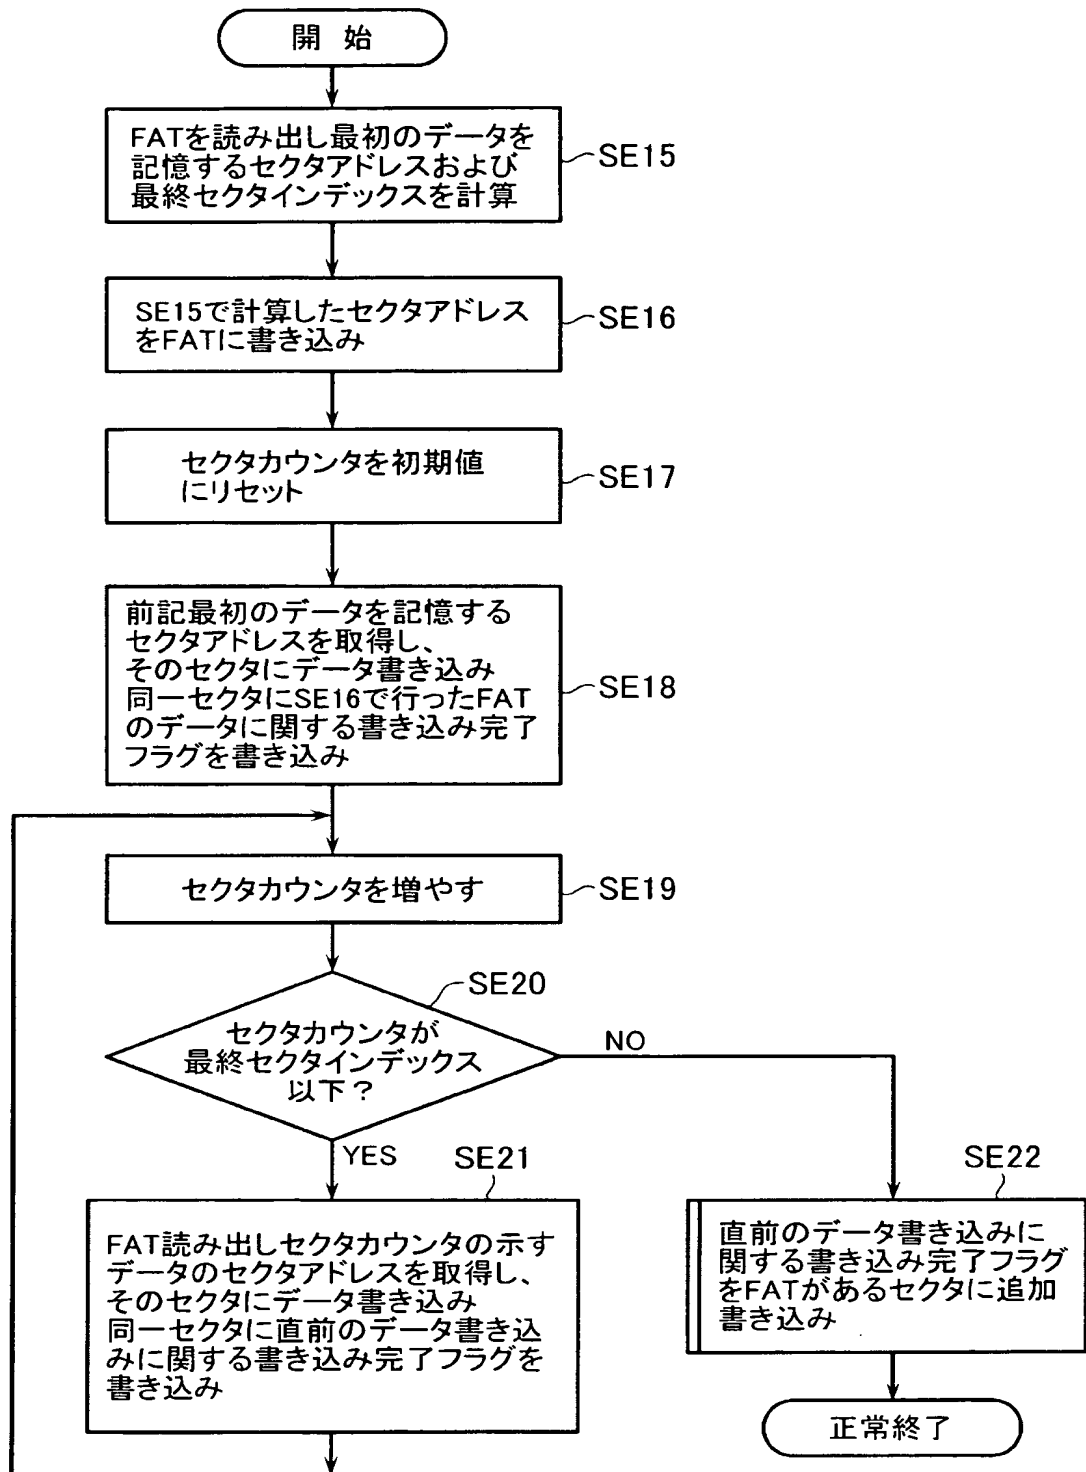 開 始
FATを読み出し最初のデータを
記憶するセクタアドレスおよび
最終セクタインデックスを計算
SE15
SE15で計算したセクタアドレス
をFATに書き込み
SE16
セクタカウンタを初期値
にリセット
SE17
前記最初のデータを記憶する
セクタアドレスを取得し、
そのセクタにデータ書き込み
同一セクタにSE16で行ったFAT
のデータに関する書き込み完了
フラグを書き込み
SE18
セクタカウンタを増やす
SE19
SE20
セクタカウンタが
最終セクタインデックス
以下？
NO
YES
SE21
FAT読み出しセクタカウンタの示す
データのセクタアドレスを取得し、
そのセクタにデータ書き込み
同一セクタに直前のデータ書き込
みに関する書き込み完了フラグを
書き込み
SE22
直前のデータ書き込みに
関する書き込み完了フラグ
をFATがあるセクタに追加
書き込み
正常終了